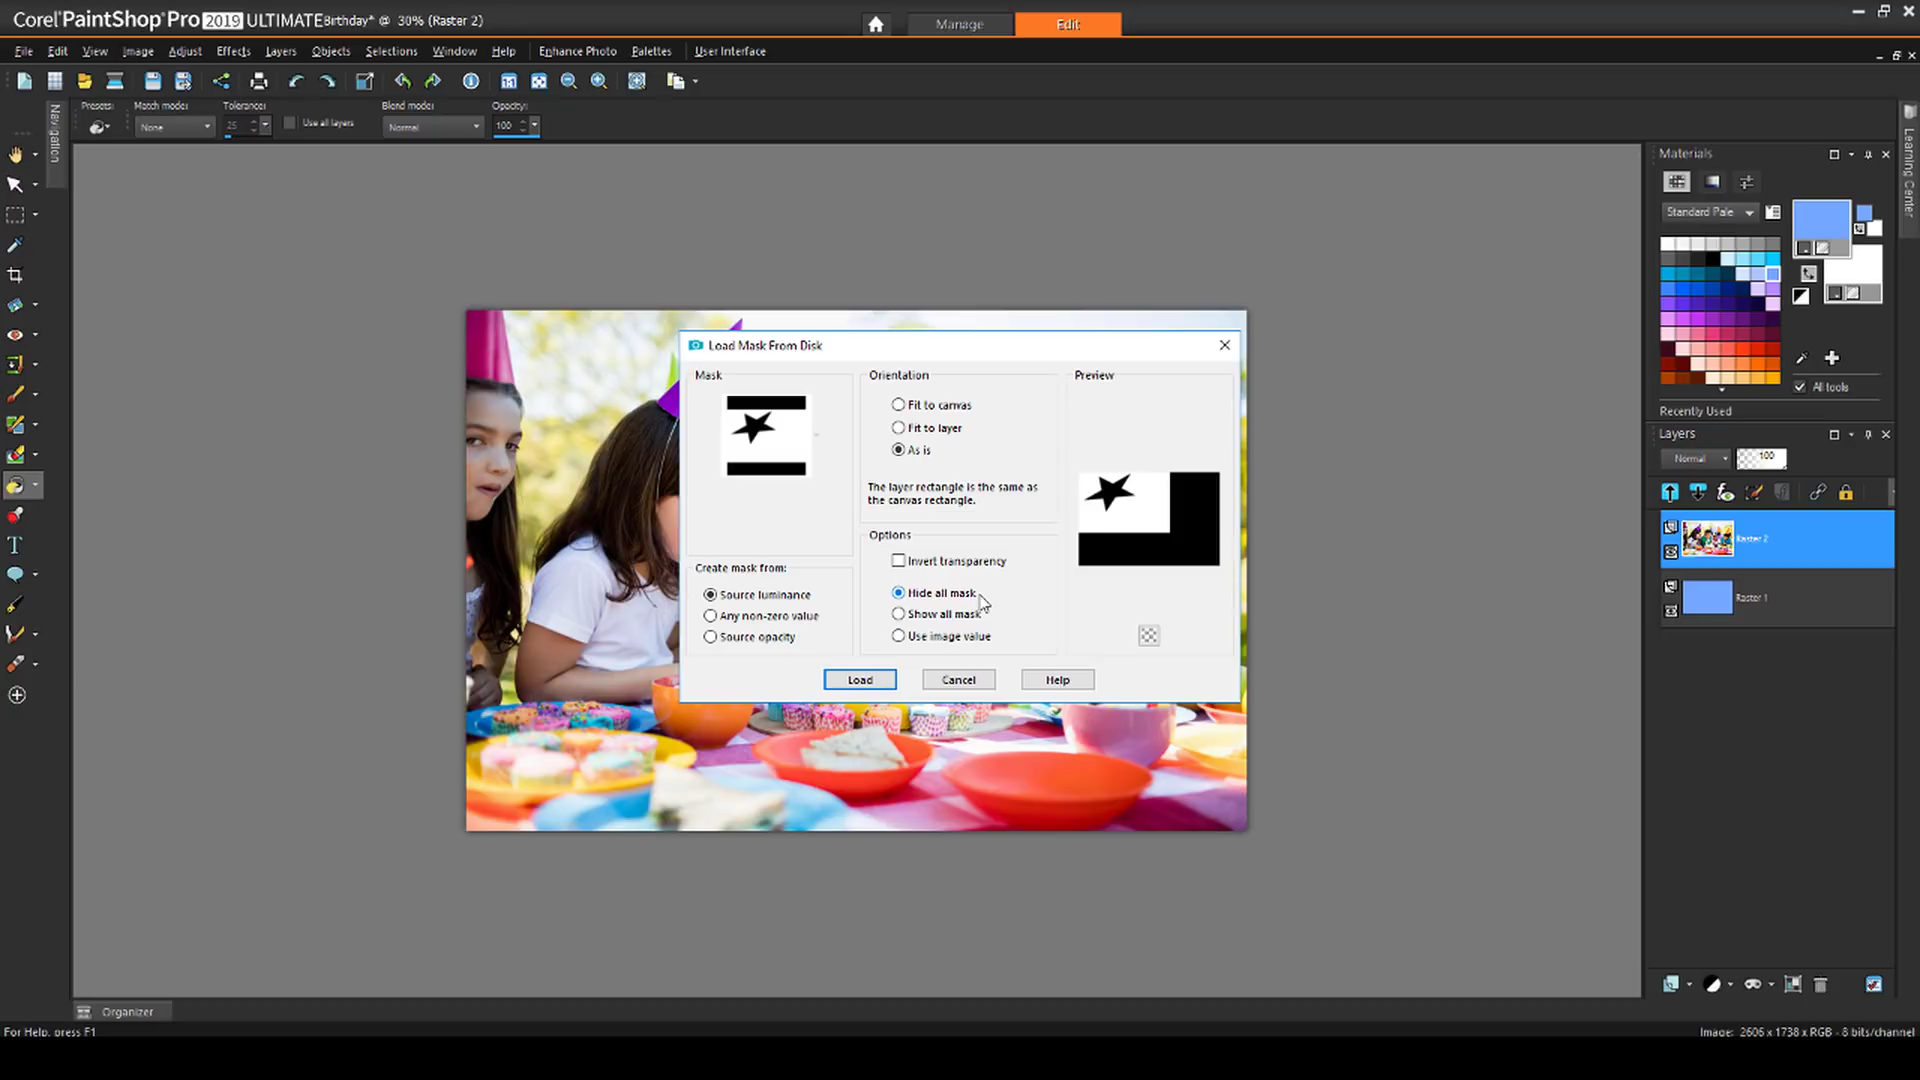 Corel PaintShop Pro 2019 ULTIMATE Birthday* @ 30% (Raster 2)
Manage
Edit
File Edit View Image Adjust Effects Layers Objects Selections Window Help Enhance Photo Palettes User Interface
Presets: Match mode: Tolerance: Blend mode: Opacity:
None 25 Use all layers Normal 100
Navigation
Learning Center
Materials
Standard Pale
All tools
Recently Used
Layers
Normal 100
Raster 2
Raster 1
Load Mask From Disk
Mask
Orientation
Preview
Fit to canvas
Fit to layer
As is
The layer rectangle is the same as
the canvas rectangle.
Options
Invert transparency
Create mask from:
Source luminance
Any non-zero value
Source opacity
Hide all mask
Show all mask
Use image value
Load
Cancel
Help
Organizer
For Help, press F1
Image: 2606 x 1738 x RGB - 8 bits/channel